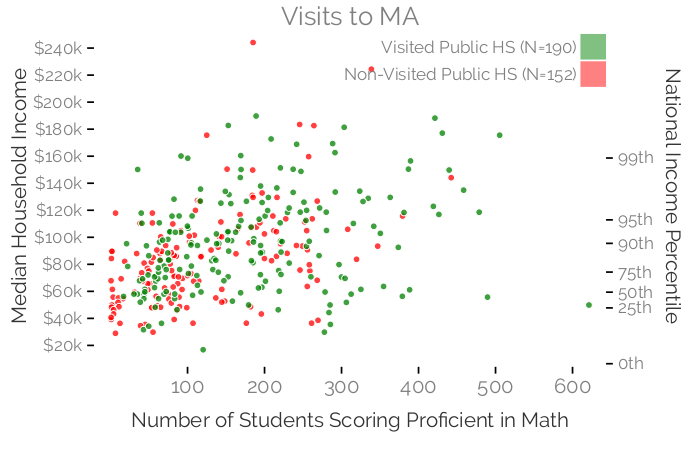 Visits to MA
Visited Public HS (N=190)
Non-Visited Public HS (N=152)
Median Household Income
$240k
$220k
$200k
$180k
$160k
$140k
$120k
$100k
$80k
$60k
$40k
$20k
National Income Percentile
99th
95th
90th
75th
50th
25th
0th
100 200 300 400 500 600
Number of Students Scoring Proficient in Math